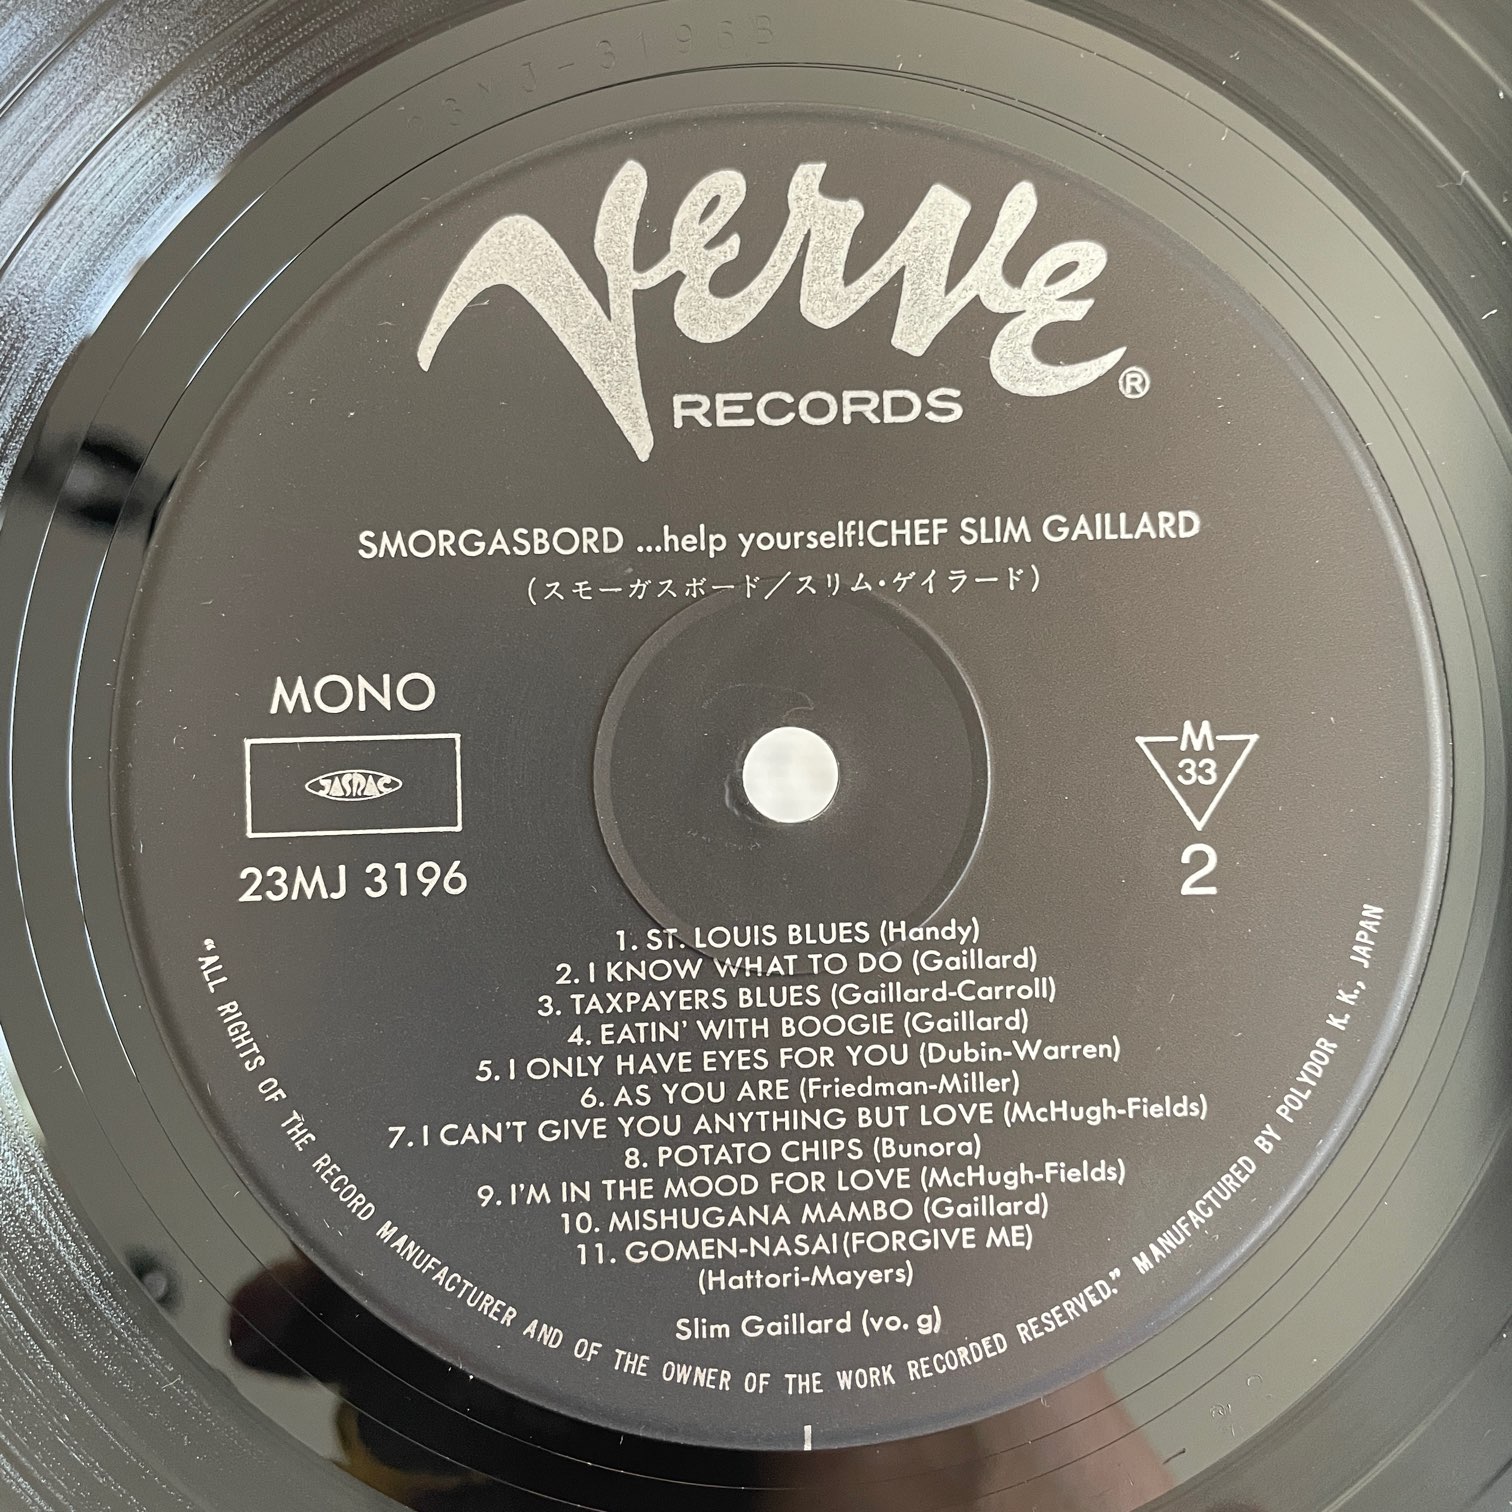 23MJ-3196B
Verve
RECORDS
®
SMORGASBORD ...help yourself!CHEF SLIM GAILLARD
(スモーガスボード/スリム・ゲイラード)
MONO
JASRAC
23MJ 3196
M
33
2
1. ST. LOUIS BLUES (Handy)
2. I KNOW WHAT TO DO (Gaillard)
3. TAXPAYERS BLUES (Gaillard-Carroll)
4. EATIN' WITH BOOGIE (Gaillard)
5. I ONLY HAVE EYES FOR YOU (Dubin-Warren)
6. AS YOU ARE (Friedman-Miller)
7. I CAN'T GIVE YOU ANYTHING BUT LOVE (McHugh-Fields)
8. POTATO CHIPS (Bunora)
9. I'M IN THE MOOD FOR LOVE (McHugh-Fields)
10. MISHUGANA MAMBO (Gaillard)
11. GOMEN-NASAI(FORGIVE ME)
(Hattori-Mayers)
Slim Gaillard (vo. g)
"ALL RIGHTS OF THE RECORD MANUFACTURER AND OF THE OWNER OF THE WORK RECORDED RESERVED." MANUFACTURED BY POLYDOR K. K., JAPAN